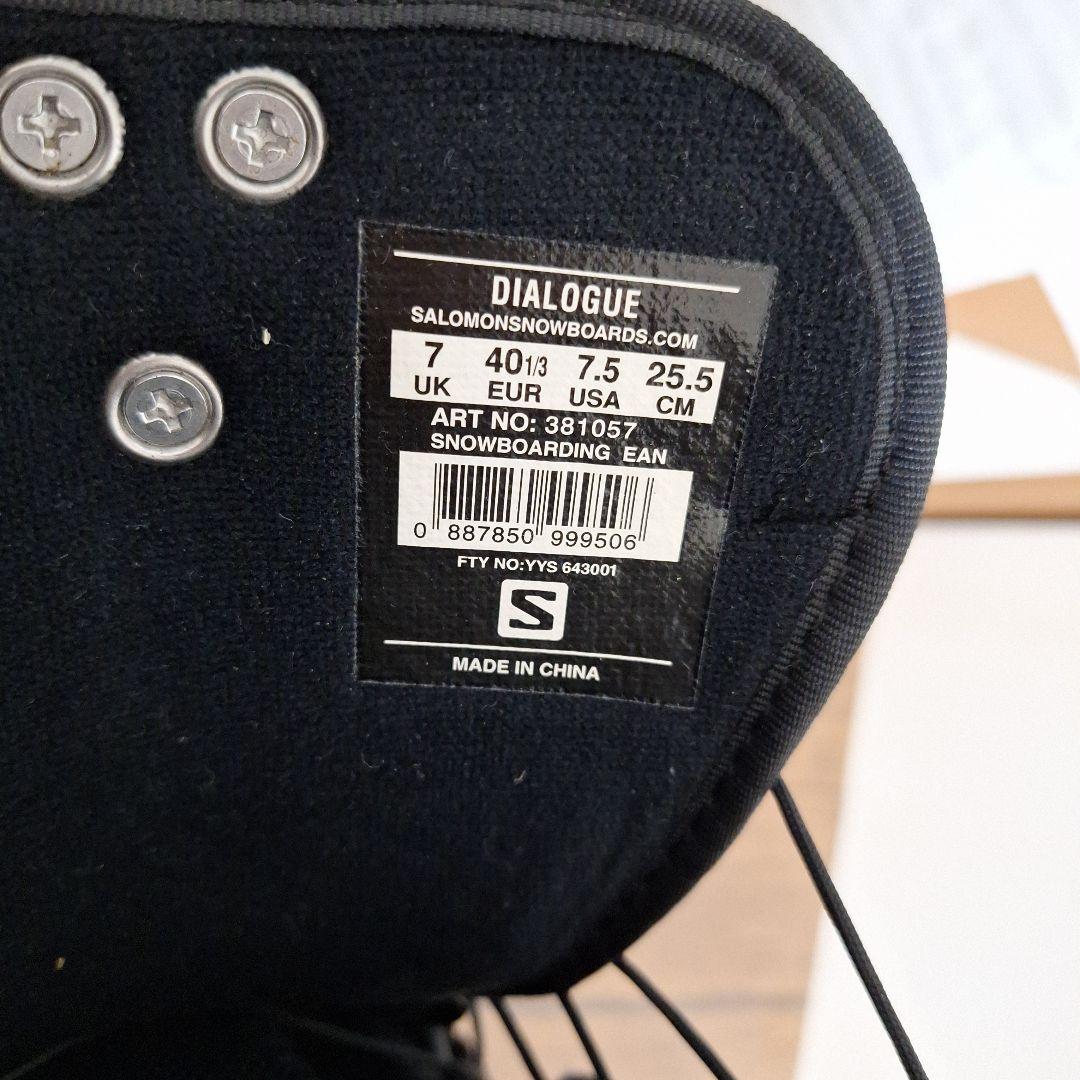 DIALOGUE
SALOMONSNOWBOARDS.COM
7 40 1/3 7.5 25.5
UK EUR USA CM
ART NO: 381057
SNOWBOARDING EAN
0 887850 999506
FTY NO:YYS 643001
S
MADE IN CHINA